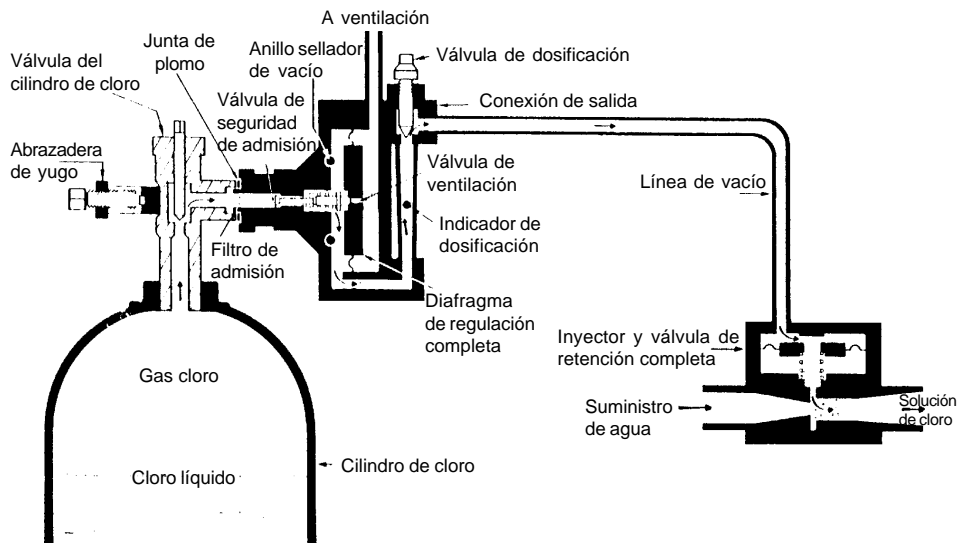 A ventilación
Junta de
plomo
Anillo sellador
de vacío
Válvula de dosificación
Válvula del
cilindro de cloro
Válvula de
seguridad
de admisión
Conexión de salida
Abrazadera
de yugo
Válvula de
ventilación
Línea de vacío
Indicador de
dosificación
Filtro de
admisión
Diafragma
de regulación
completa
Inyector y válvula de
retención completa
Gas cloro
Suministro
de agua
Solución
de cloro
Cilindro de cloro
Cloro líquido